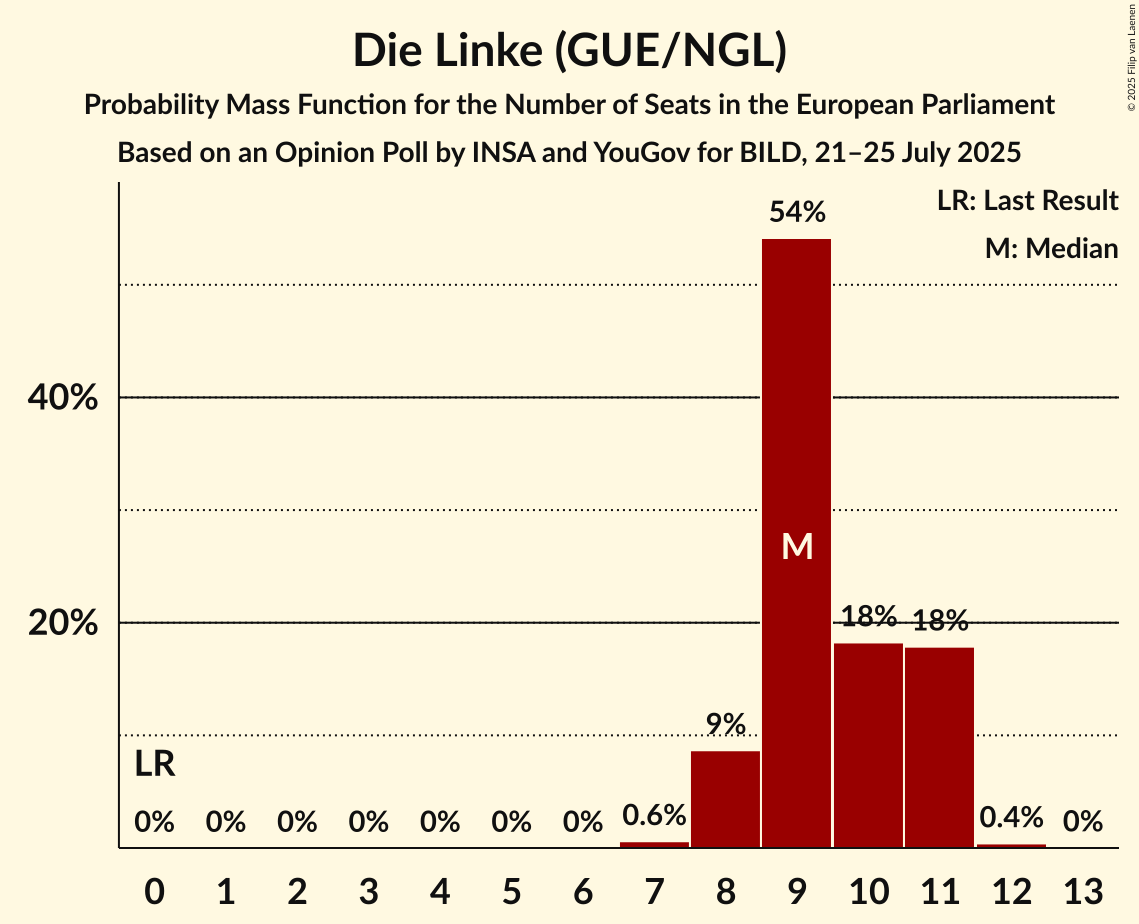 Die Linke (GUE/NGL)
Probability Mass Function for the Number of Seats in the European Parliament
Based on an Opinion Poll by INSA and YouGov for BILD, 21–25 July 2025
© 2025 Filip van Laenen
LR: Last Result
M: Median
54%
40%
M
20%
18% 18%
9%
LR
0% 0% 0% 0% 0% 0% 0% 0.6% 0.4% 0%
0 1 2 3 4 5 6 7 8 9 10 11 12 13